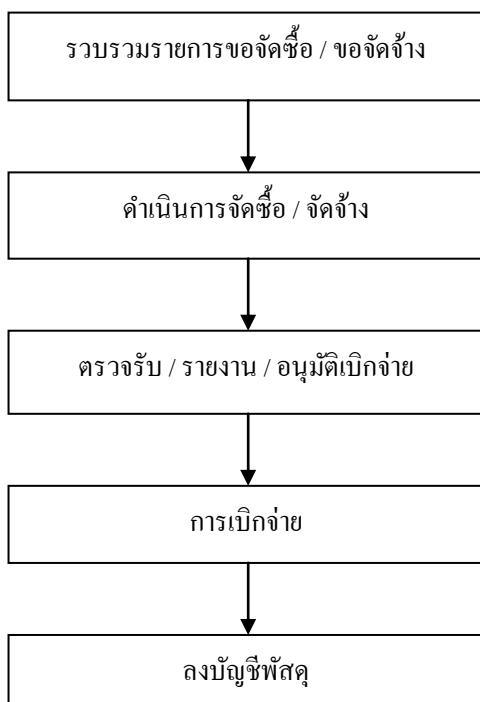 รวบรวมรายการขอจัดซื้อ / ขอจัดจ้าง
ดำเนินการจัดซื้อ / จัดจ้าง
ตรวจรับ / รายงาน / อนุมัติเบิกจ่าย
การเบิกจ่าย
ลงบัญชีพัสดุ